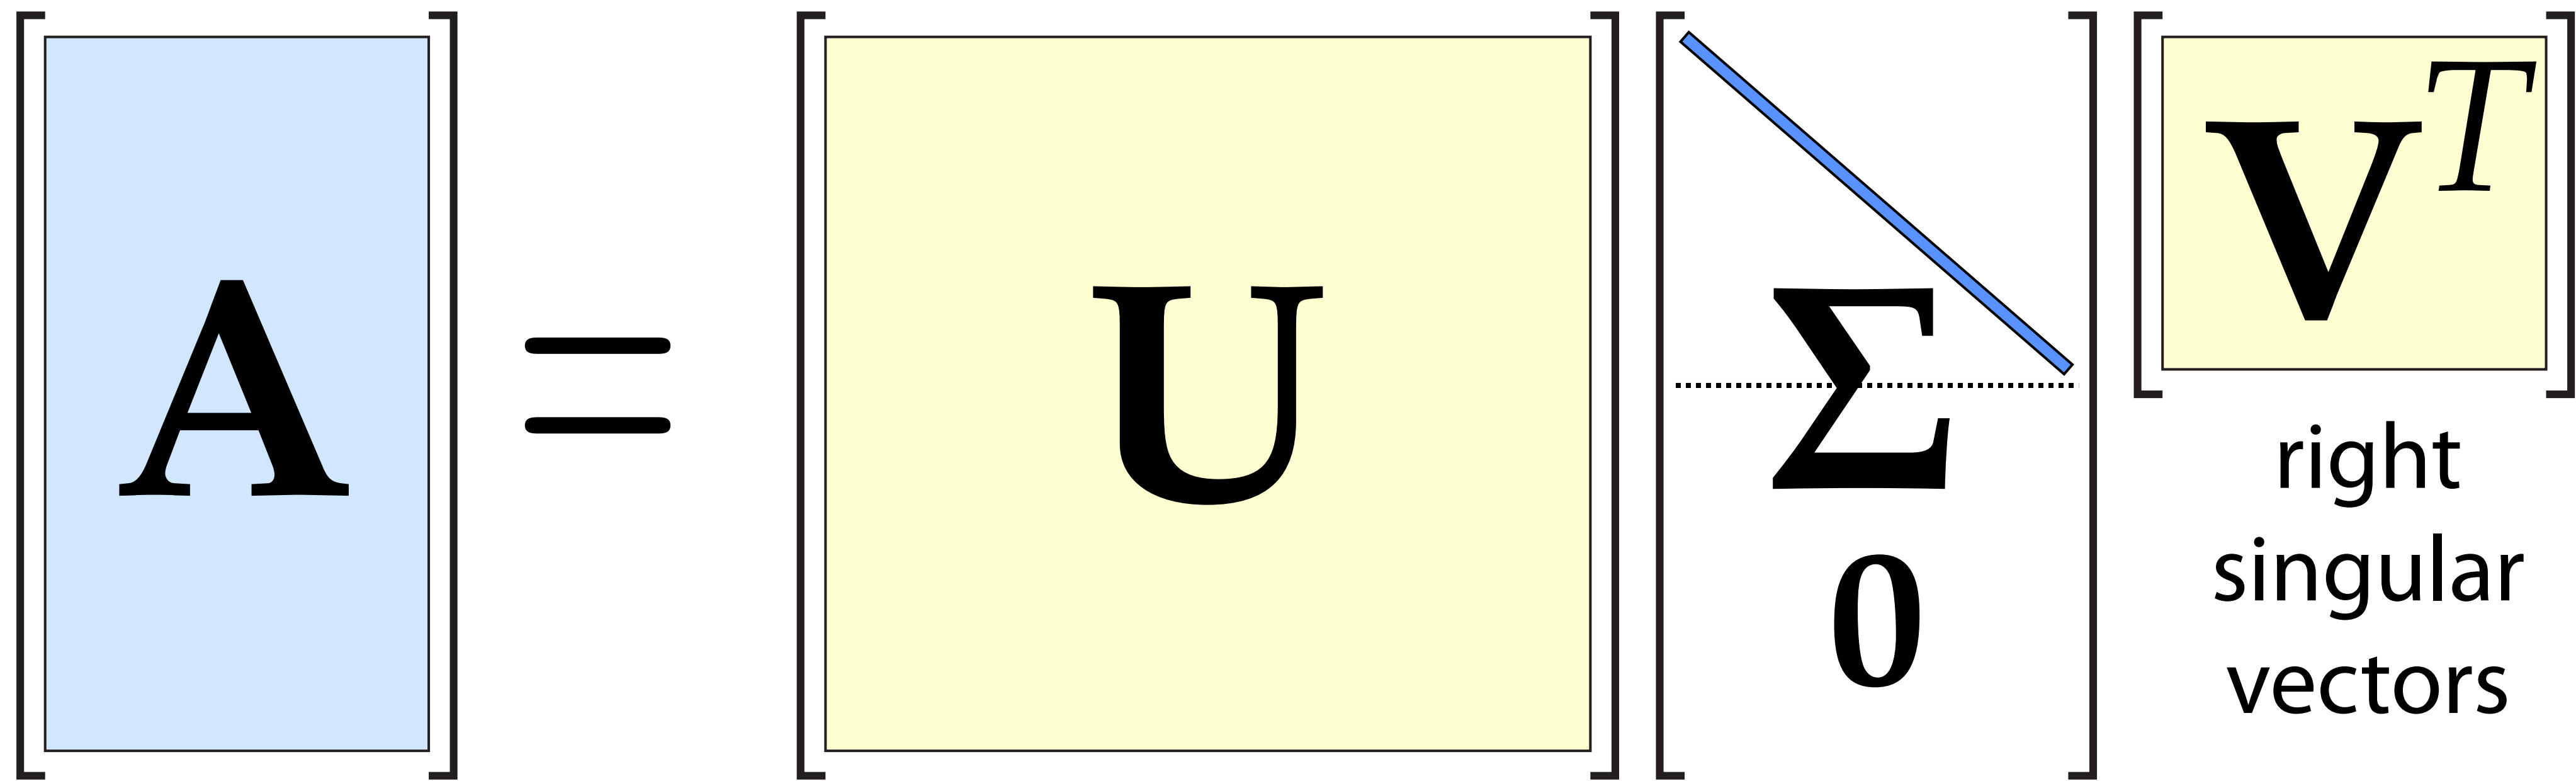 A = U Σ V^T
0
right
singular
vectors